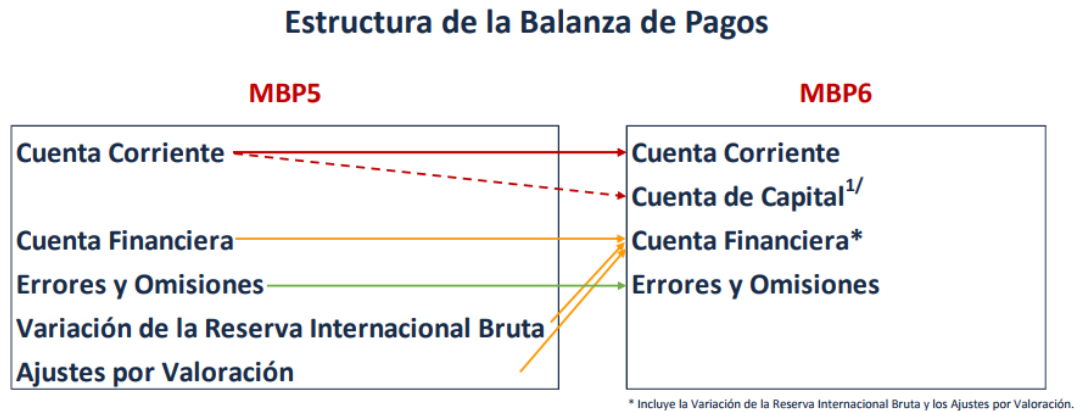 Estructura de la Balanza de Pagos
MBP5
MBP6
Cuenta Corriente
Cuenta Financiera
Errores y Omisiones
Variación de la Reserva Internacional Bruta
Ajustes por Valoración
Cuenta Corriente
Cuenta de Capital1/
Cuenta Financiera*
Errores y Omisiones
* Incluye la Variación de la Reserva Internacional Bruta y los Ajustes por Valoración.